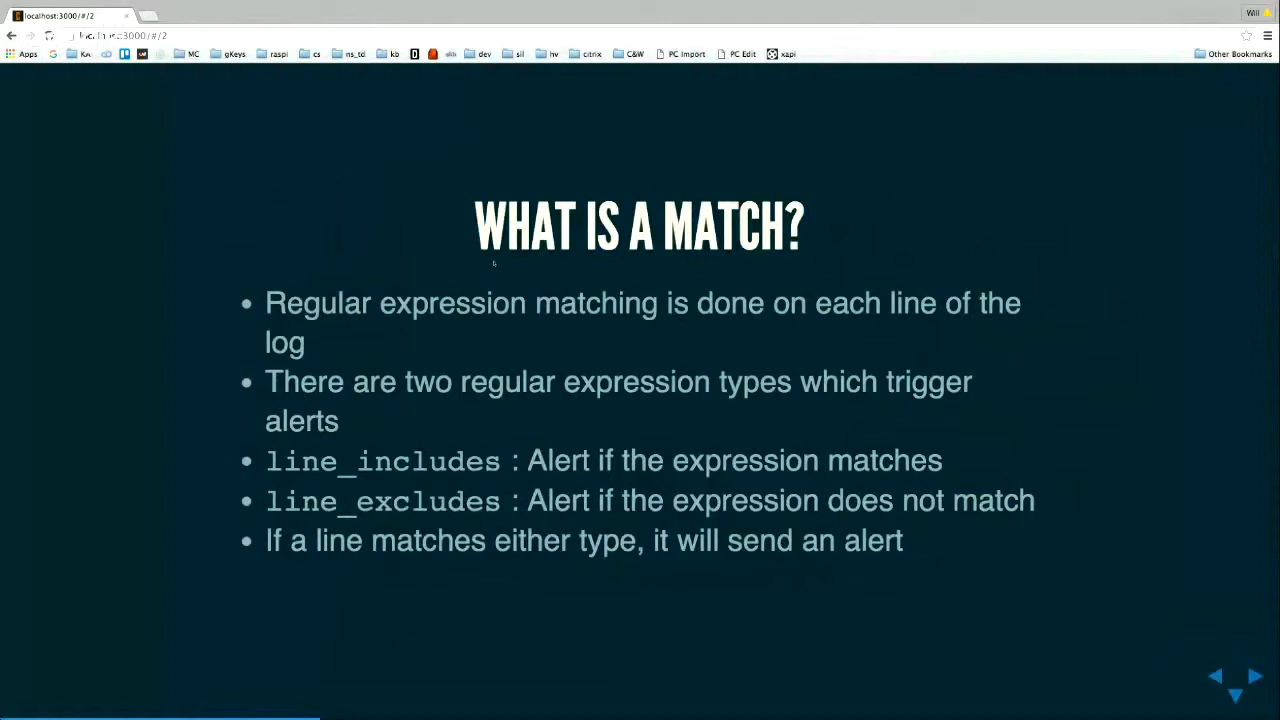 localhost:3000/#/2
Will
:3000/#/2
Apps
MC
gKeys
raspi
cs
ns_td
kb
D
dev
sil
hv
citrix
C&W
PC Import
PC Edit
xapi
Other Bookmarks
WHAT IS A MATCH?
• Regular expression matching is done on each line of the
log
• There are two regular expression types which trigger
alerts
• line_includes : Alert if the expression matches
• line_excludes : Alert if the expression does not match
• If a line matches either type, it will send an alert